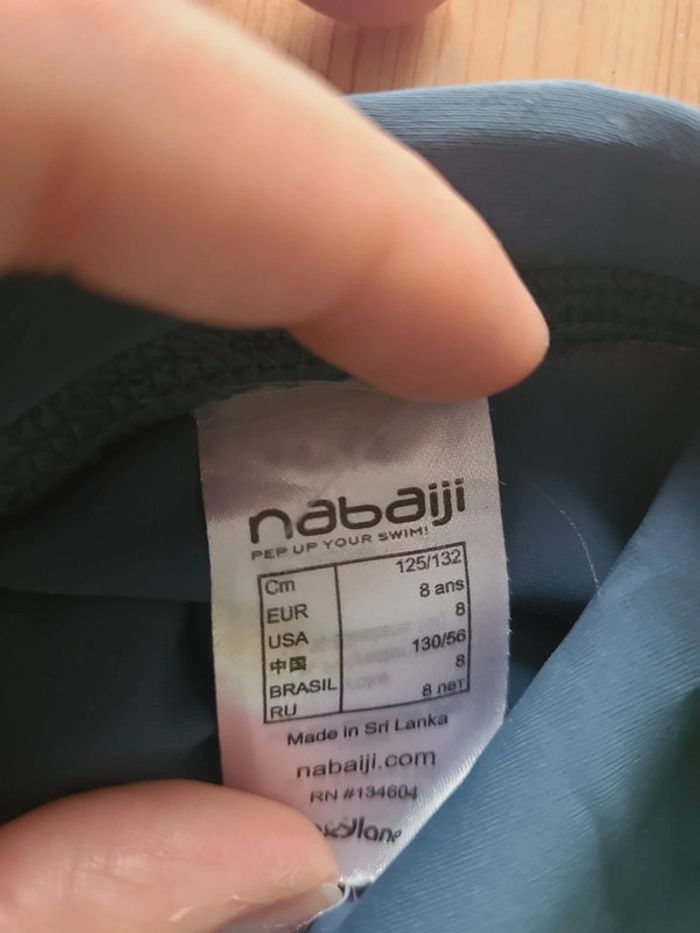 nabaiji
PEP UP YOUR SWIM!
Cm 125/132
EUR 8 ans
USA 8
中国 130/56
BRASIL 8
RU 8 лет
Made in Sri Lanka
nabaiji.com
RN #134604